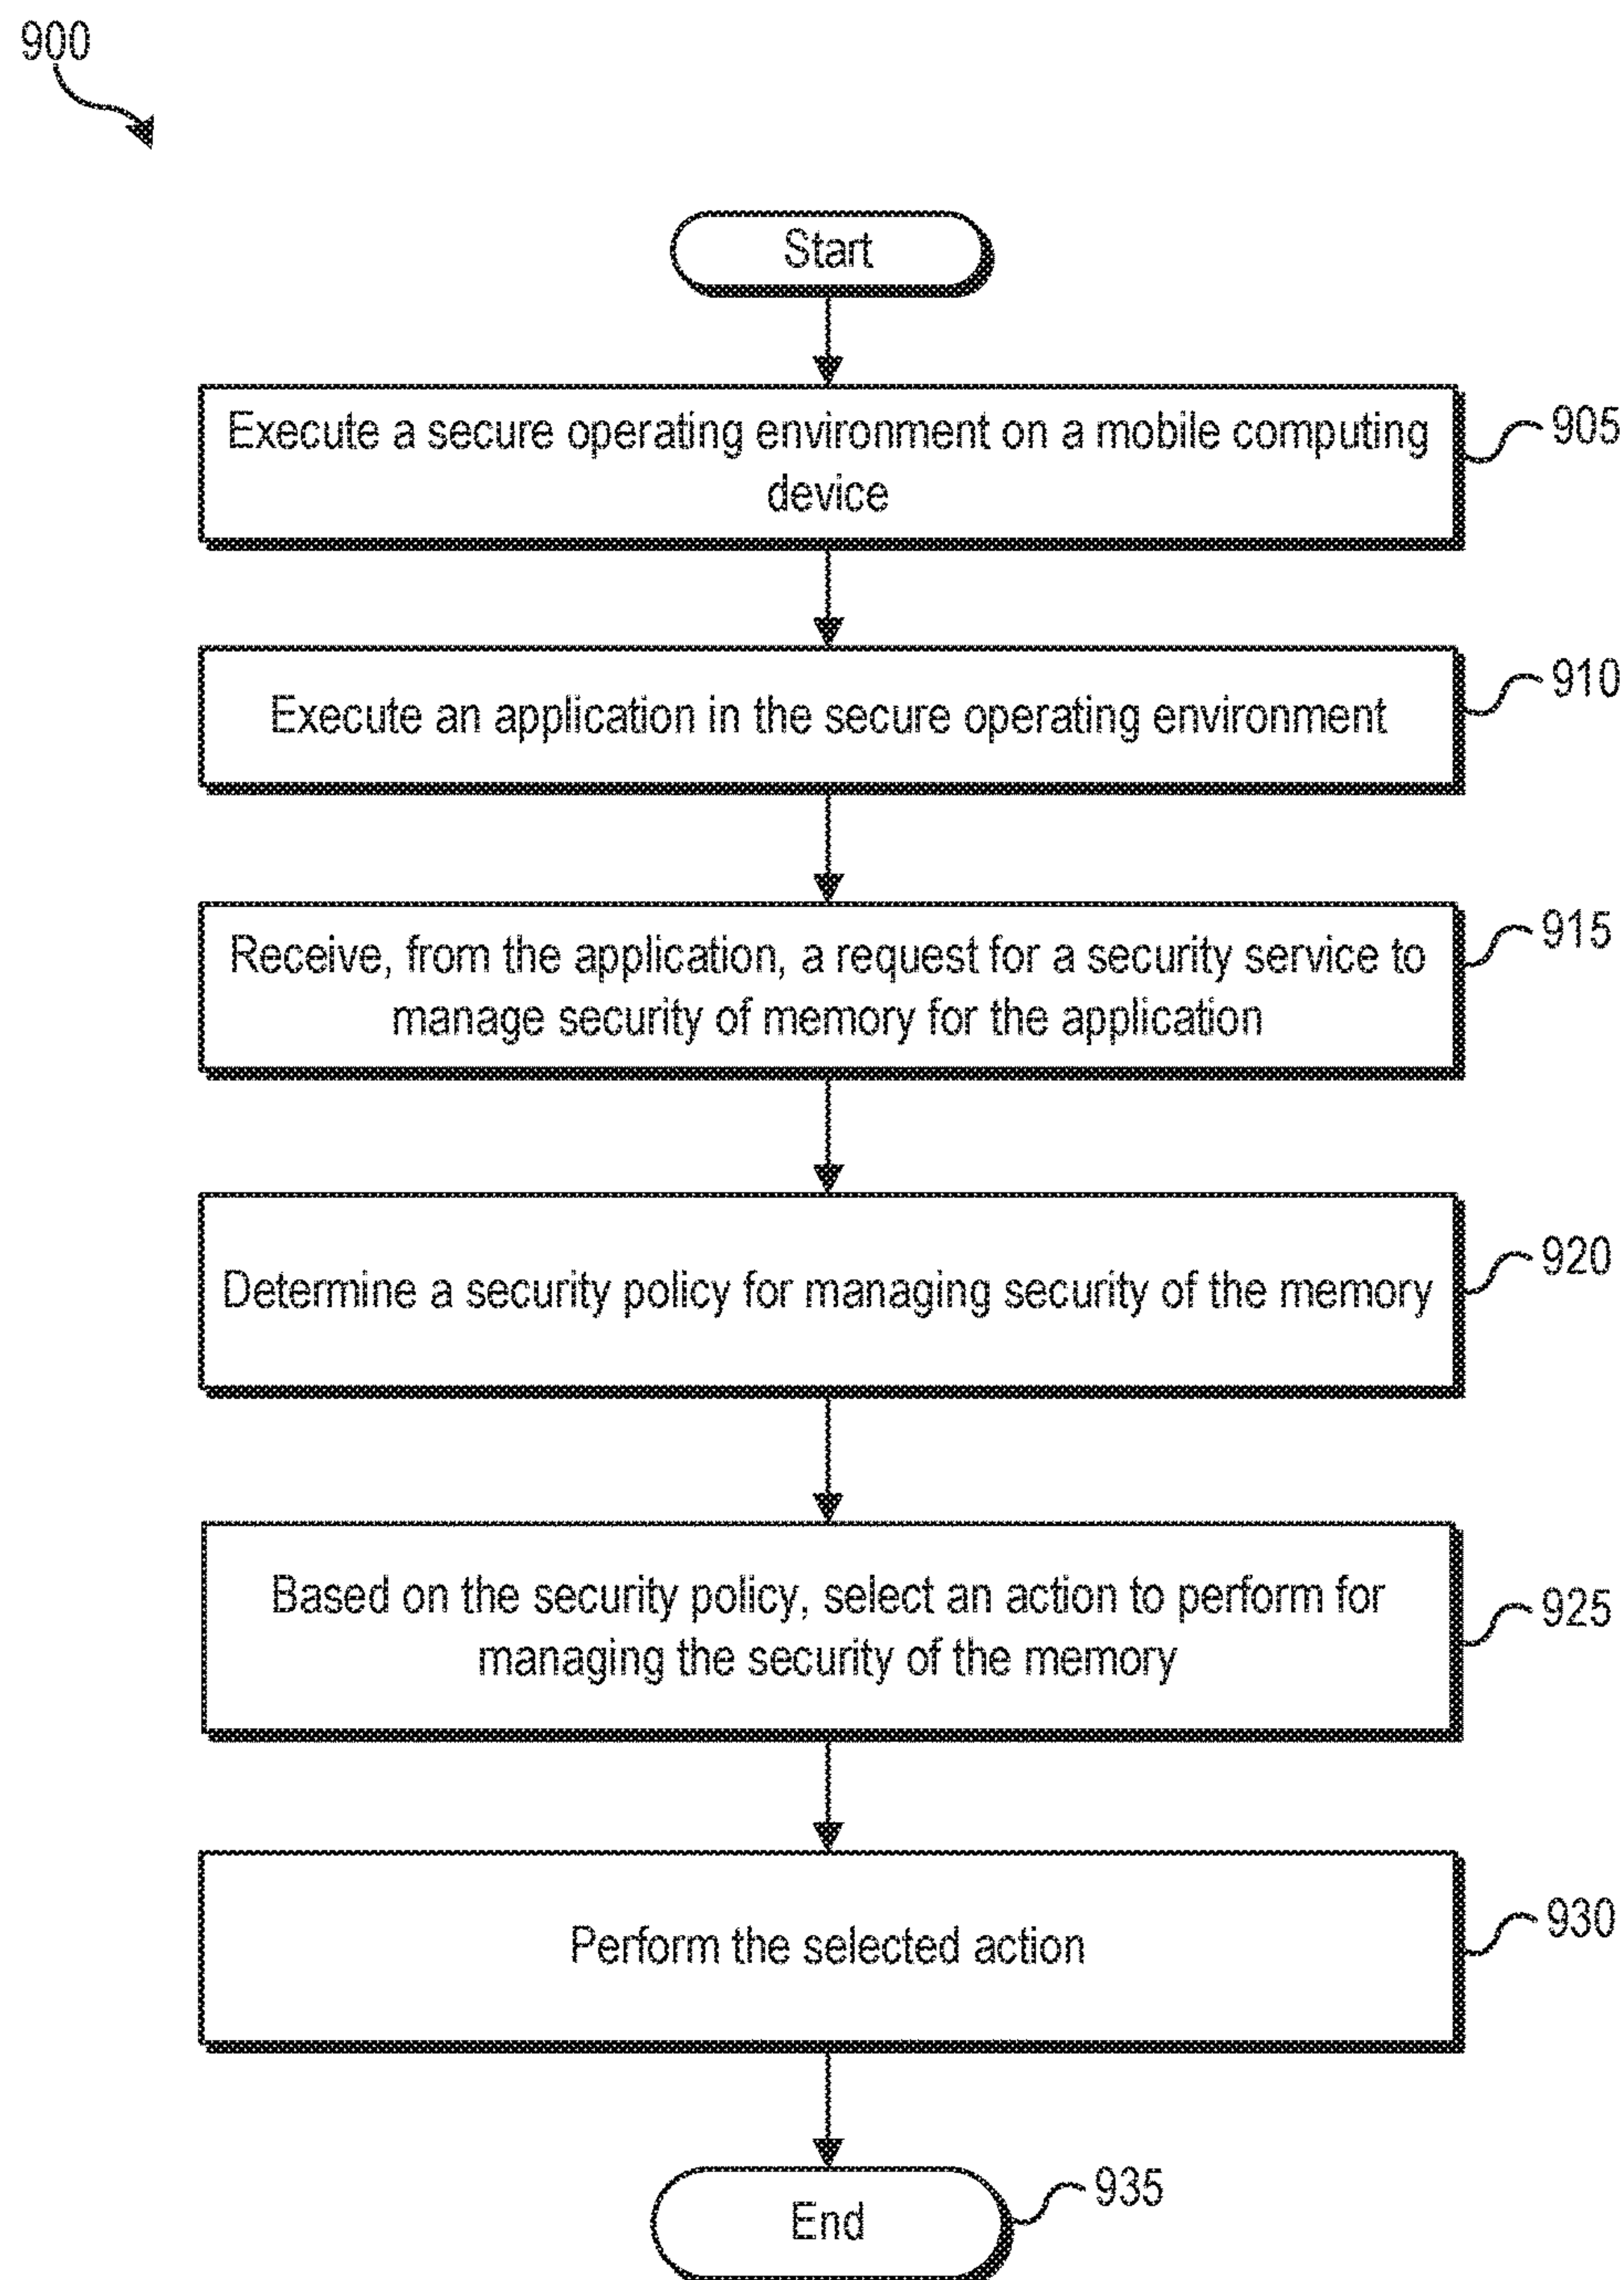 900
Start
Execute a secure operating environment on a mobile computing
device
905
Execute an application in the secure operating environment
910
Receive, from the application, a request for a security service to
manage security of memory for the application
915
Determine a security policy for managing security of the memory
920
Based on the security policy, select an action to perform for
managing the security of the memory
925
Perform the selected action
930
End
935